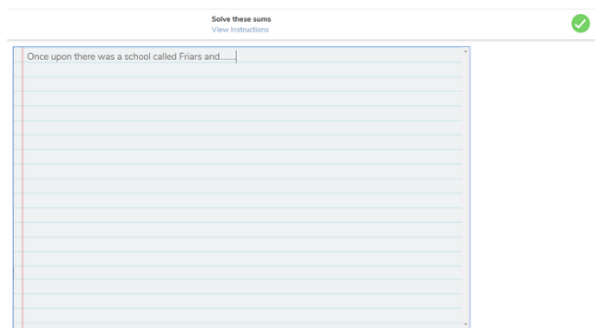 Solve these sums
View Instructions
Once upon there was a school called Friars and......